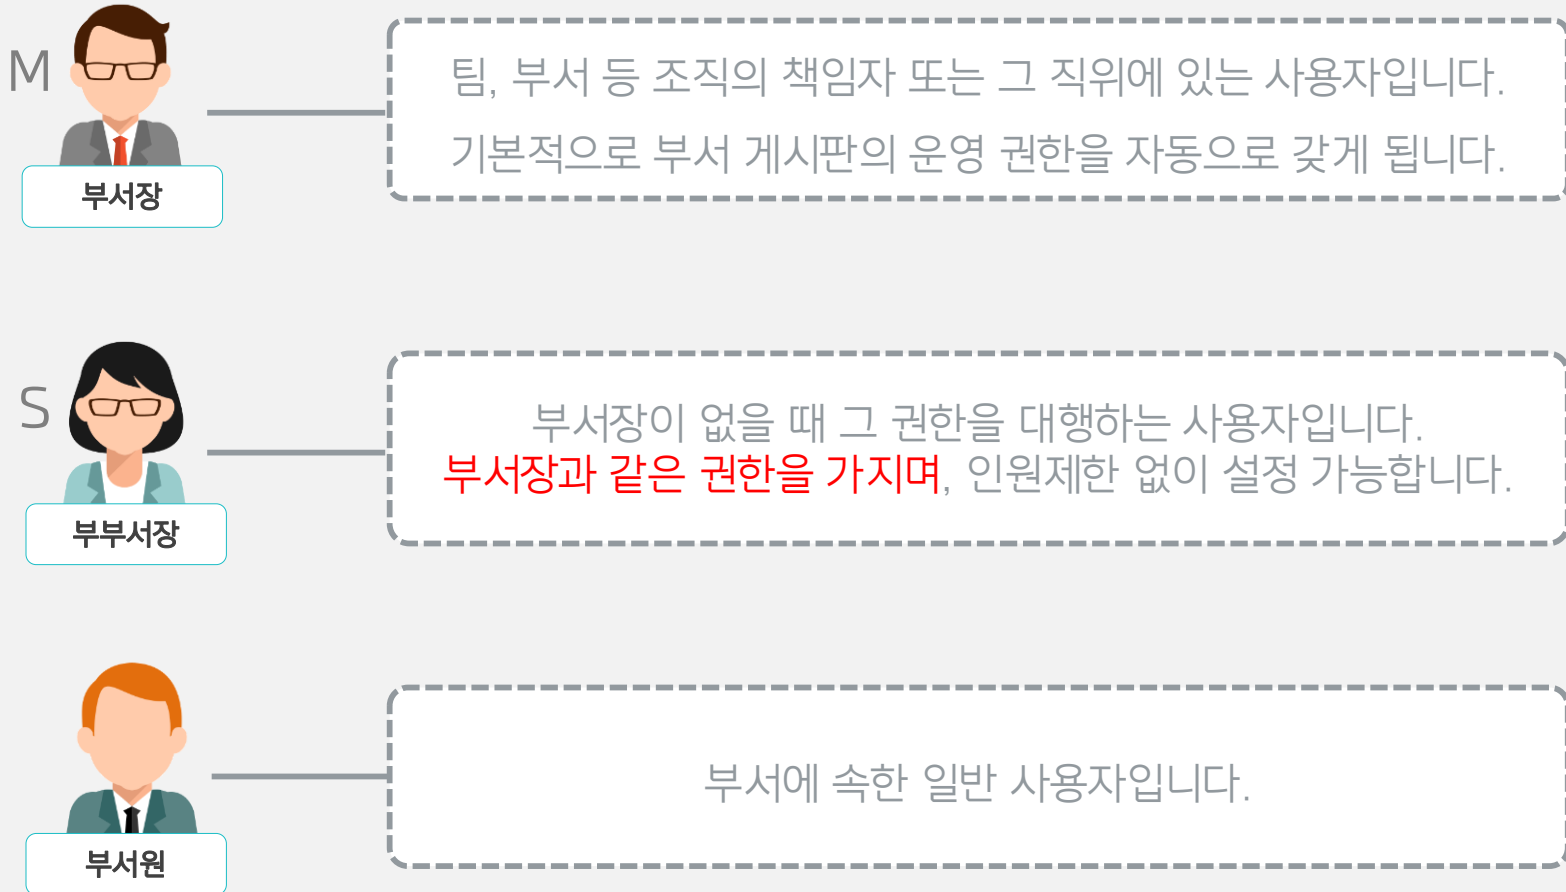 M
팀, 부서 등 조직의 책임자 또는 그 직위에 있는 사용자입니다.
기본적으로 부서 게시판의 운영 권한을 자동으로 갖게 됩니다.
부서장
S
부서장이 없을 때 그 권한을 대행하는 사용자입니다.
부서장과 같은 권한을 가지며, 인원제한 없이 설정 가능합니다.
부부서장
부서에 속한 일반 사용자입니다.
부서원